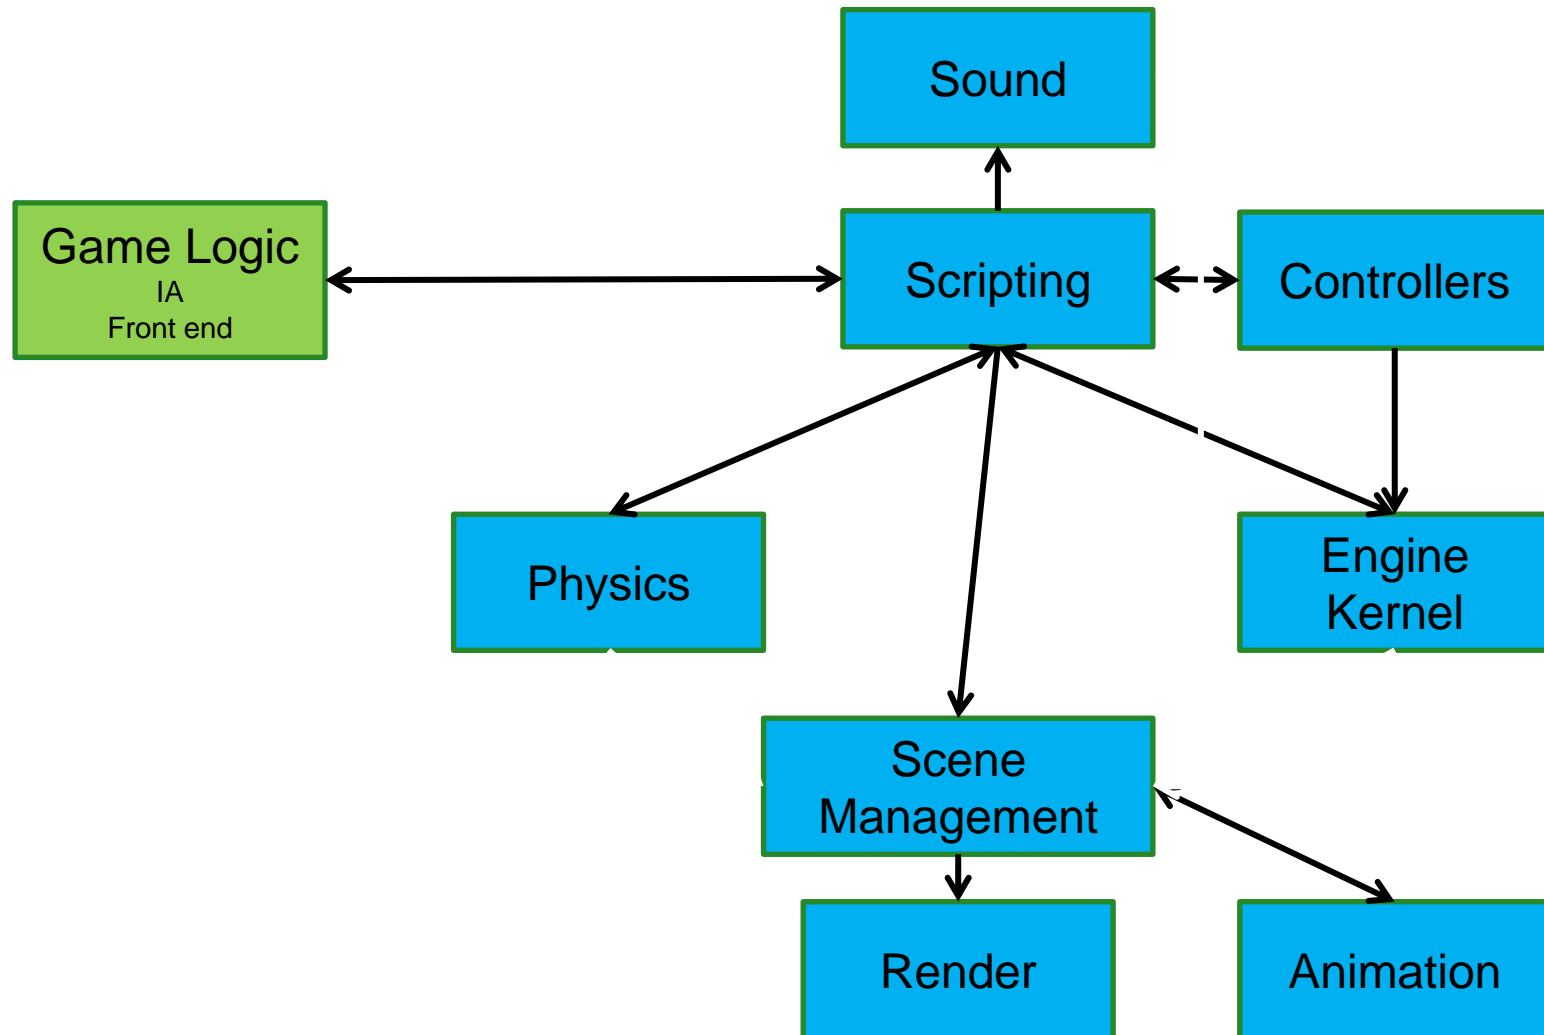 Sound
Game Logic
IA
Front end
Scripting
Controllers
Physics
Engine
Kernel
Scene
Management
Render
Animation